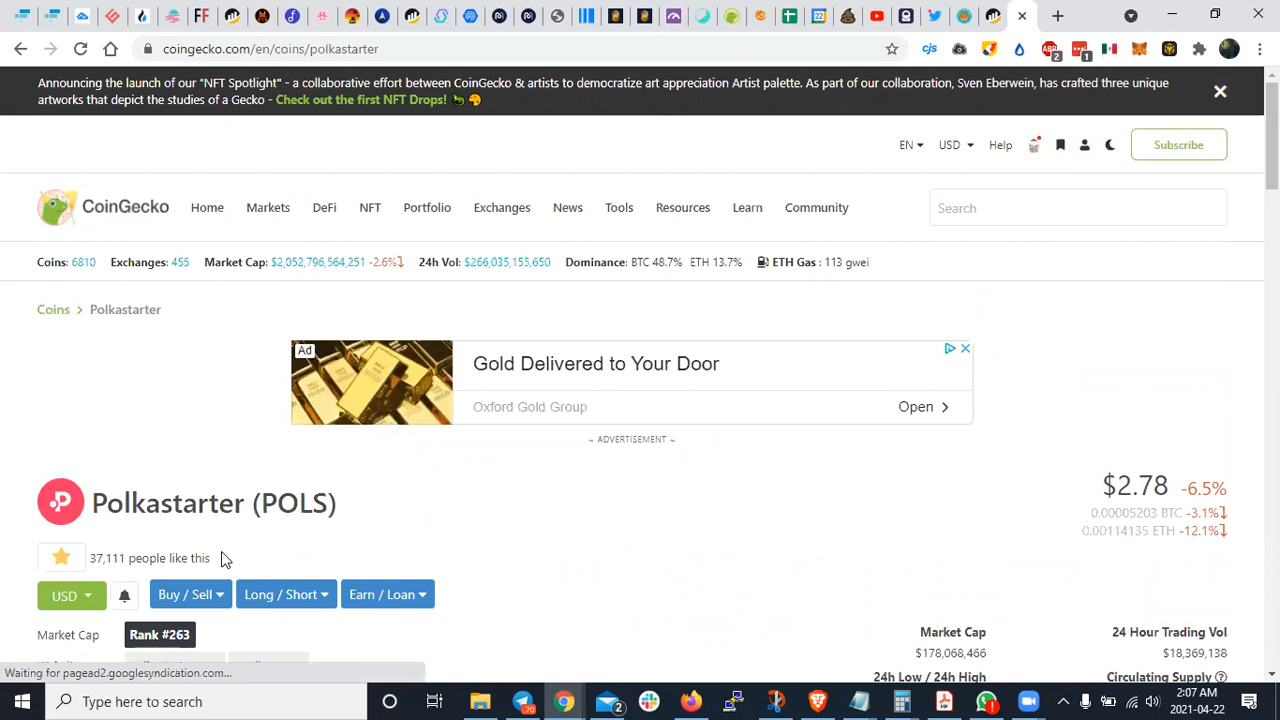 coingecko.com/en/coins/polkastarter
Announcing the launch of our "NFT Spotlight" - a collaborative effort between CoinGecko & artists to democratize art appreciation Artist palette. As part of our collaboration, Sven Eberwein, has crafted three unique
artworks that depict the studies of a Gecko - Check out the first NFT Drops!
EN USD Help Subscribe
CoinGecko Home Markets DeFi NFT Portfolio Exchanges News Tools Resources Learn Community Search
Coins: 6810 Exchanges: 455 Market Cap: $2,052,796,564,251 -2.6% 24h Vol: $266,035,155,650 Dominance: BTC 48.7% ETH 13.7% ETH Gas : 113 gwei
Coins > Polkastarter
Ad
Gold Delivered to Your Door
Oxford Gold Group Open >
~ ADVERTISEMENT ~
Polkastarter (POLS)
$2.78 -6.5%
0.00005203 BTC -3.1%
0.00114135 ETH -12.1%
37,111 people like this
USD Buy / Sell Long / Short Earn / Loan
Market Cap Rank #263
Market Cap 24 Hour Trading Vol
$178,068,466 $18,369,138
24h Low / 24h High Circulating Supply
Waiting for pagead2.googlesyndication.com...
Type here to search
2:07 AM
2021-04-22